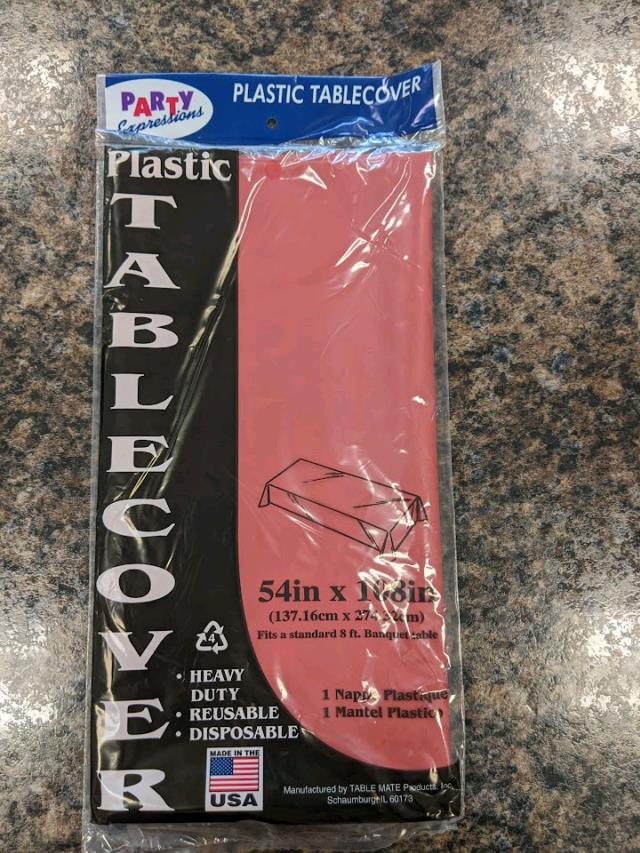 PARTY
Expressions
PLASTIC TABLECOVER
Plastic
TABLECOVER
54in x 108in
(137.16cm x 274.32cm)
Fits a standard 8 ft. Banquet table
4
• HEAVY
DUTY
• REUSABLE
• DISPOSABLE
1 Nappe Plastique
1 Mantel Plastico
MADE IN THE
USA
Manufactured by TABLE MATE Products, Inc.
Schaumburg, IL 60173